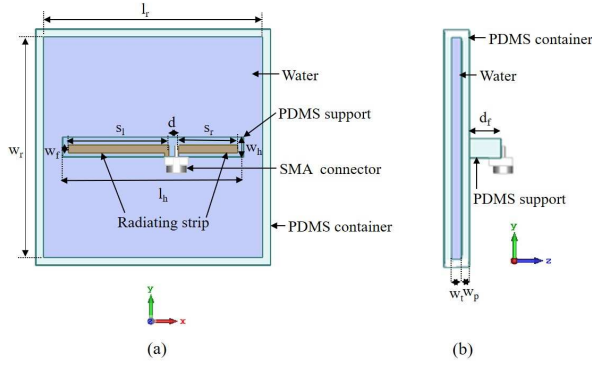 l_r
PDMS container
Water
Water
PDMS support
s_l
d
s_r
d_f
w_r
w_f
w_h
SMA connector
l_h
Radiating strip
PDMS support
PDMS container
y
x
z
y
x
z
w_t
w_p
(a)
(b)